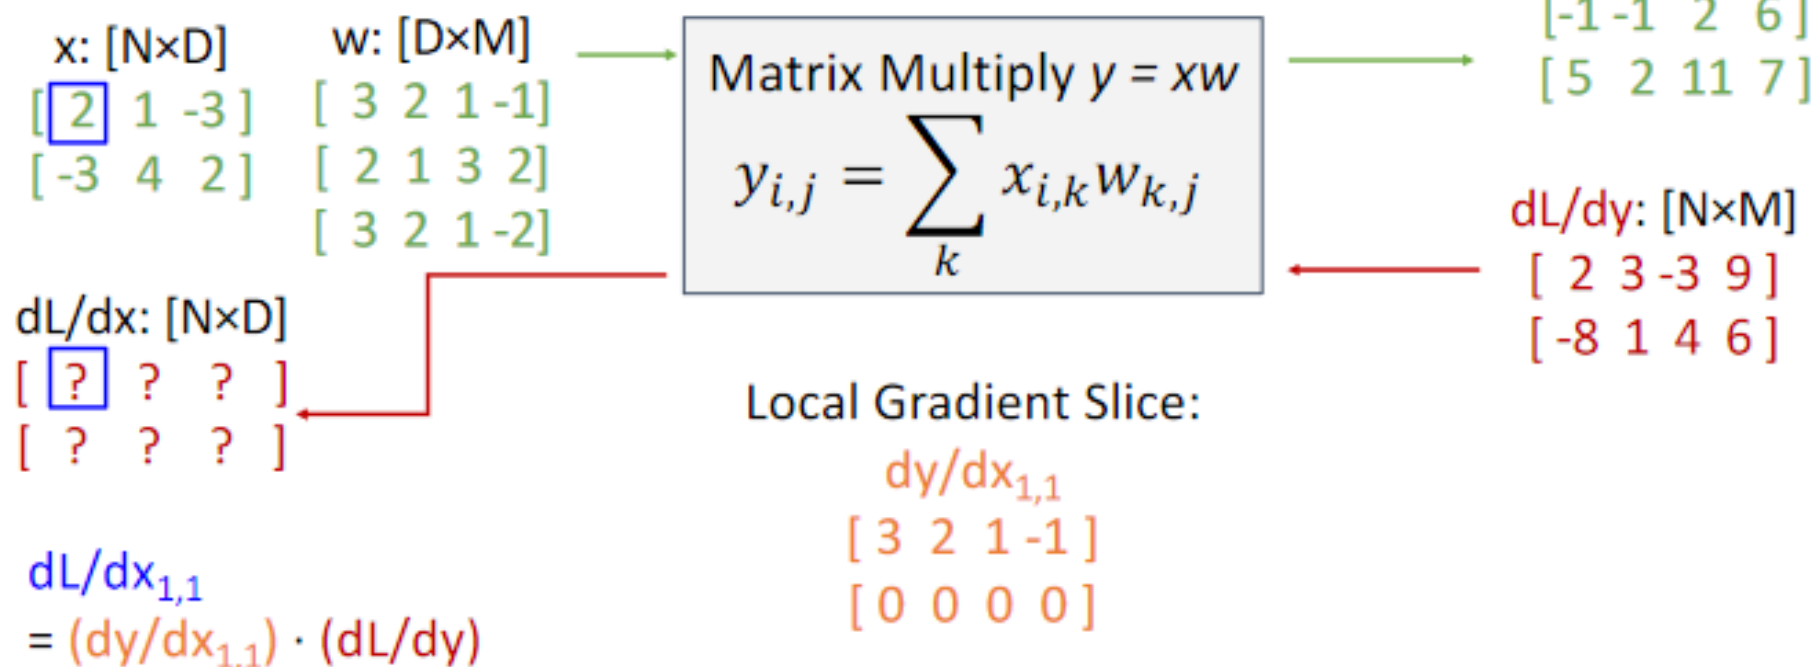 x: [N×D]
[ 2 1 -3 ]
[ -3 4 2 ]
w: [D×M]
[ 3 2 1 -1]
[ 2 1 3 2]
[ 3 2 1 -2]
Matrix Multiply y = xw
y_{i,j} = ∑_k x_{i,k} w_{k,j}
[-1 -1 2 6 ]
[ 5 2 11 7 ]
dL/dy: [N×M]
[ 2 3 -3 9 ]
[ -8 1 4 6 ]
dL/dx: [N×D]
[ ? ? ? ]
[ ? ? ? ]
Local Gradient Slice:
dy/dx_{1,1}
[ 3 2 1 -1 ]
[ 0 0 0 0 ]
dL/dx_{1,1}
= (dy/dx_{1,1}) · (dL/dy)